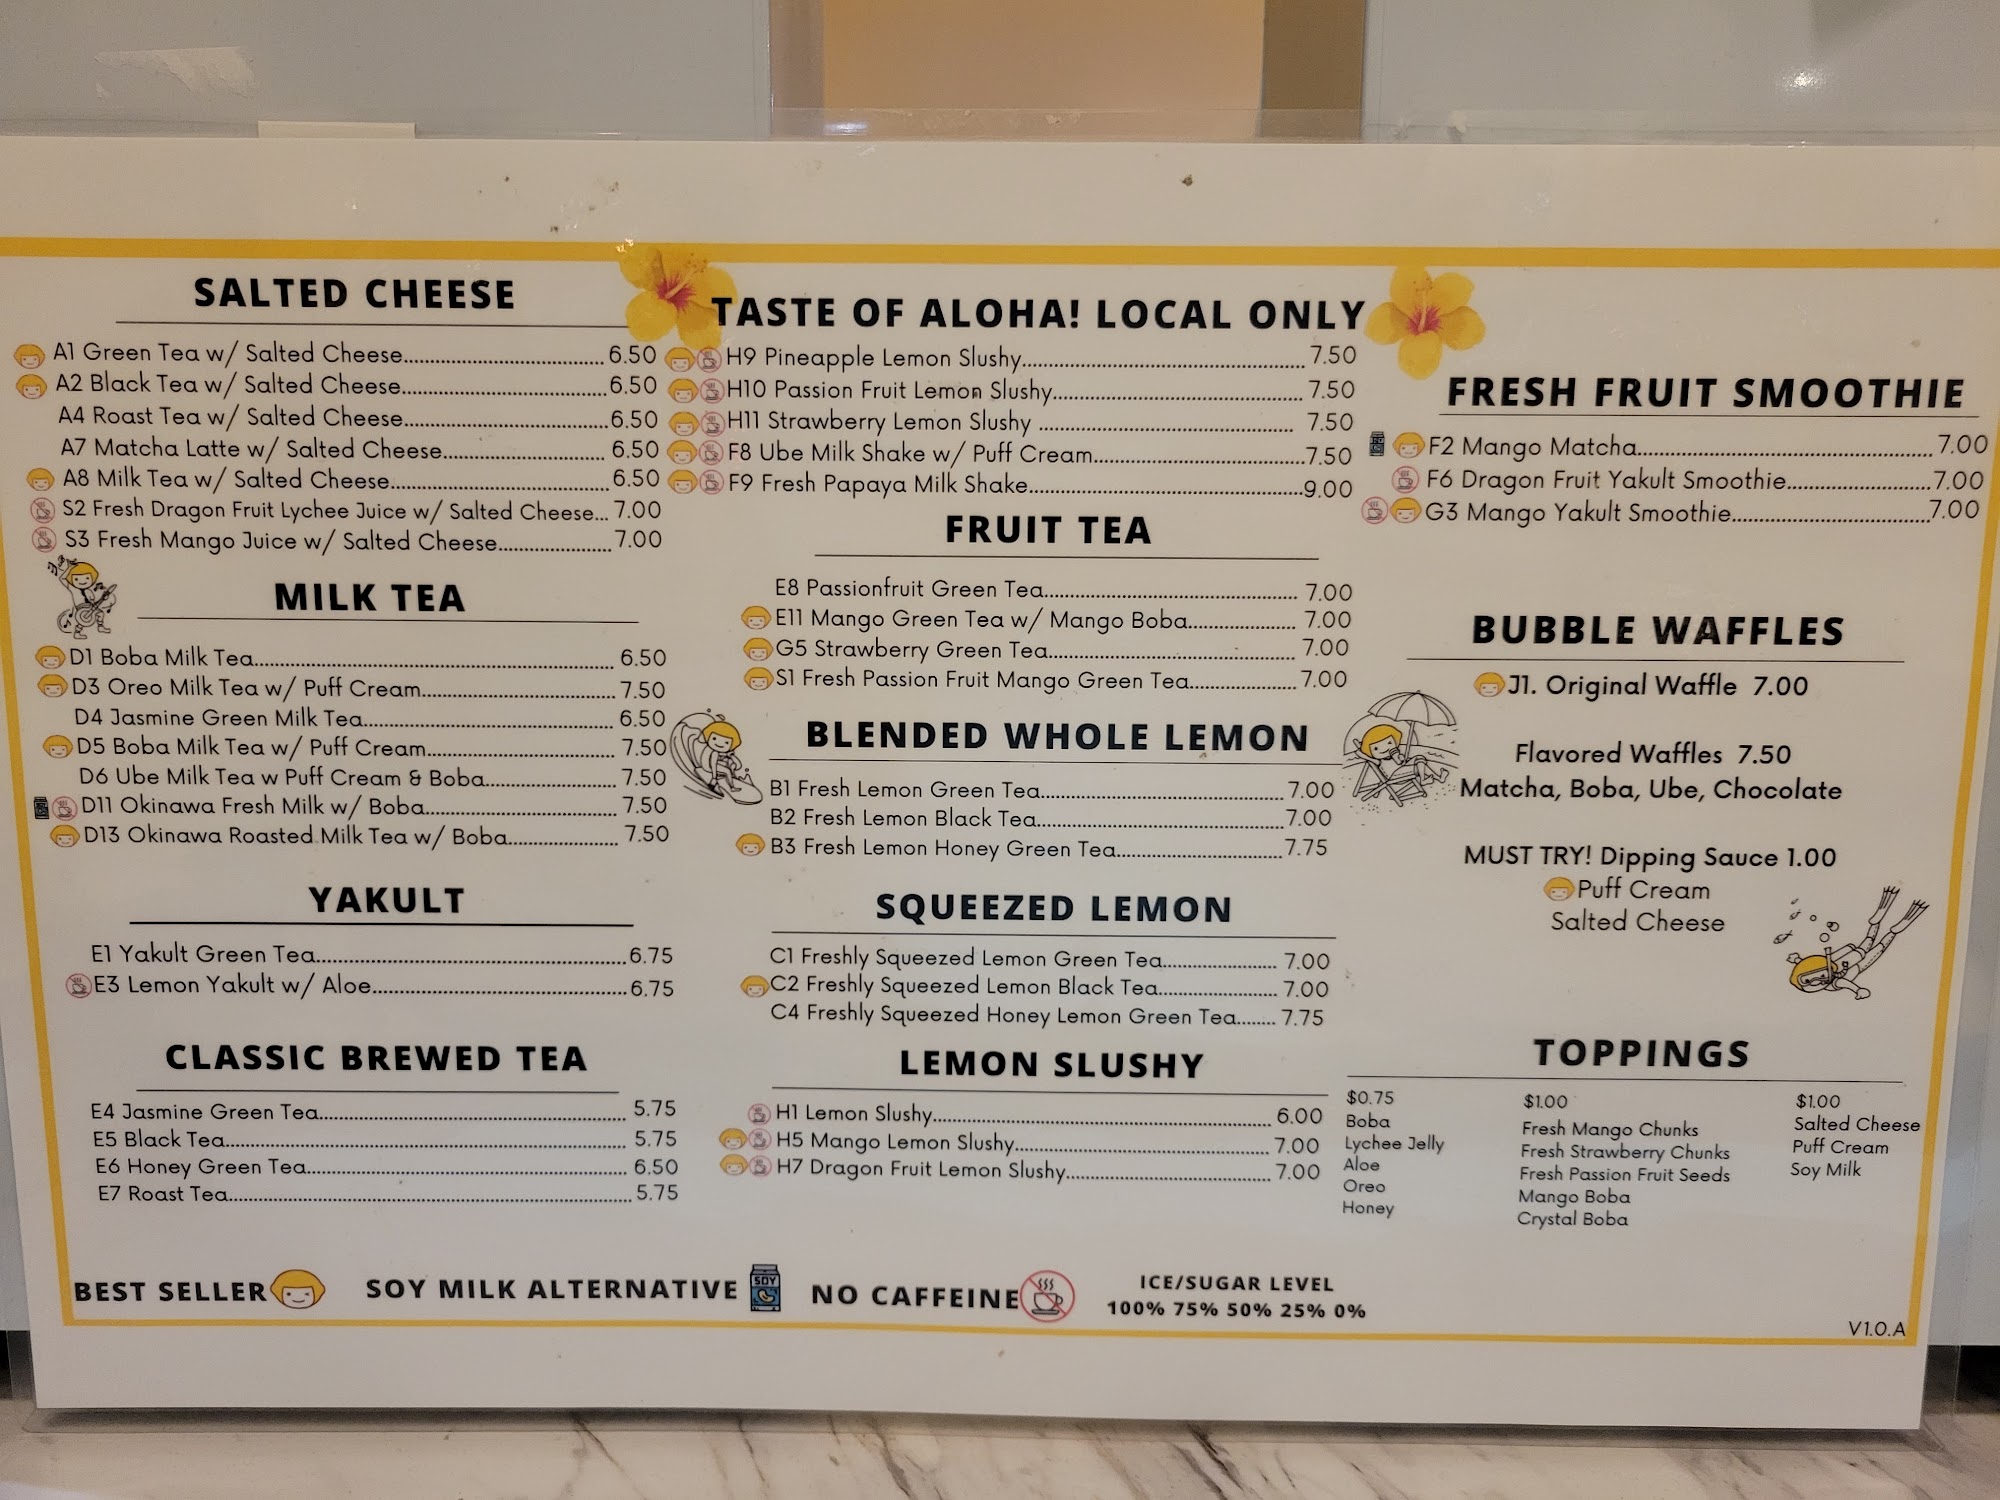 SALTED CHEESE
A1 Green Tea w/ Salted Cheese..........6.50
A2 Black Tea w/ Salted Cheese..........6.50
A4 Roast Tea w/ Salted Cheese..........6.50
A7 Matcha Latte w/ Salted Cheese..........6.50
A8 Milk Tea w/ Salted Cheese..........6.50
S2 Fresh Dragon Fruit Lychee Juice w/ Salted Cheese... 7.00
S3 Fresh Mango Juice w/ Salted Cheese..........7.00
MILK TEA
D1 Boba Milk Tea.......... 6.50
D3 Oreo Milk Tea w/ Puff Cream.......... 7.50
D4 Jasmine Green Milk Tea.......... 6.50
D5 Boba Milk Tea w/ Puff Cream.......... 7.50
D6 Ube Milk Tea w Puff Cream & Boba.......... 7.50
D11 Okinawa Fresh Milk w/ Boba.......... 7.50
D13 Okinawa Roasted Milk Tea w/ Boba.......... 7.50
YAKULT
E1 Yakult Green Tea..........6.75
E3 Lemon Yakult w/ Aloe..........6.75
CLASSIC BREWED TEA
E4 Jasmine Green Tea.......... 5.75
E5 Black Tea.......... 5.75
E6 Honey Green Tea.......... 6.50
E7 Roast Tea.......... 5.75
TASTE OF ALOHA! LOCAL ONLY
H9 Pineapple Lemon Slushy.......... 7.50
H10 Passion Fruit Lemon Slushy.......... 7.50
H11 Strawberry Lemon Slushy .......... 7.50
F8 Ube Milk Shake w/ Puff Cream..........7.50
F9 Fresh Papaya Milk Shake..........9.00
FRUIT TEA
E8 Passionfruit Green Tea.......... 7.00
E11 Mango Green Tea w/ Mango Boba.......... 7.00
G5 Strawberry Green Tea.......... 7.00
S1 Fresh Passion Fruit Mango Green Tea.......... 7.00
BLENDED WHOLE LEMON
B1 Fresh Lemon Green Tea.......... 7.00
B2 Fresh Lemon Black Tea..........7.00
B3 Fresh Lemon Honey Green Tea..........7.75
SQUEEZED LEMON
C1 Freshly Squeezed Lemon Green Tea.......... 7.00
C2 Freshly Squeezed Lemon Black Tea.......... 7.00
C4 Freshly Squeezed Honey Lemon Green Tea........ 7.75
LEMON SLUSHY
H1 Lemon Slushy.......... 6.00
H5 Mango Lemon Slushy.......... 7.00
H7 Dragon Fruit Lemon Slushy.......... 7.00
FRESH FRUIT SMOOTHIE
F2 Mango Matcha.......... 7.00
F6 Dragon Fruit Yakult Smoothie..........7.00
G3 Mango Yakult Smoothie..........7.00
BUBBLE WAFFLES
J1. Original Waffle 7.00
Flavored Waffles 7.50
Matcha, Boba, Ube, Chocolate
MUST TRY! Dipping Sauce 1.00
Puff Cream
Salted Cheese
TOPPINGS
$0.75
Boba
Lychee Jelly
Aloe
Oreo
Honey
$1.00
Fresh Mango Chunks
Fresh Strawberry Chunks
Fresh Passion Fruit Seeds
Mango Boba
Crystal Boba
$1.00
Salted Cheese
Puff Cream
Soy Milk
BEST SELLER
SOY MILK ALTERNATIVE
SOY
NO CAFFEINE
ICE/SUGAR LEVEL
100% 75% 50% 25% 0%
V1.0.A